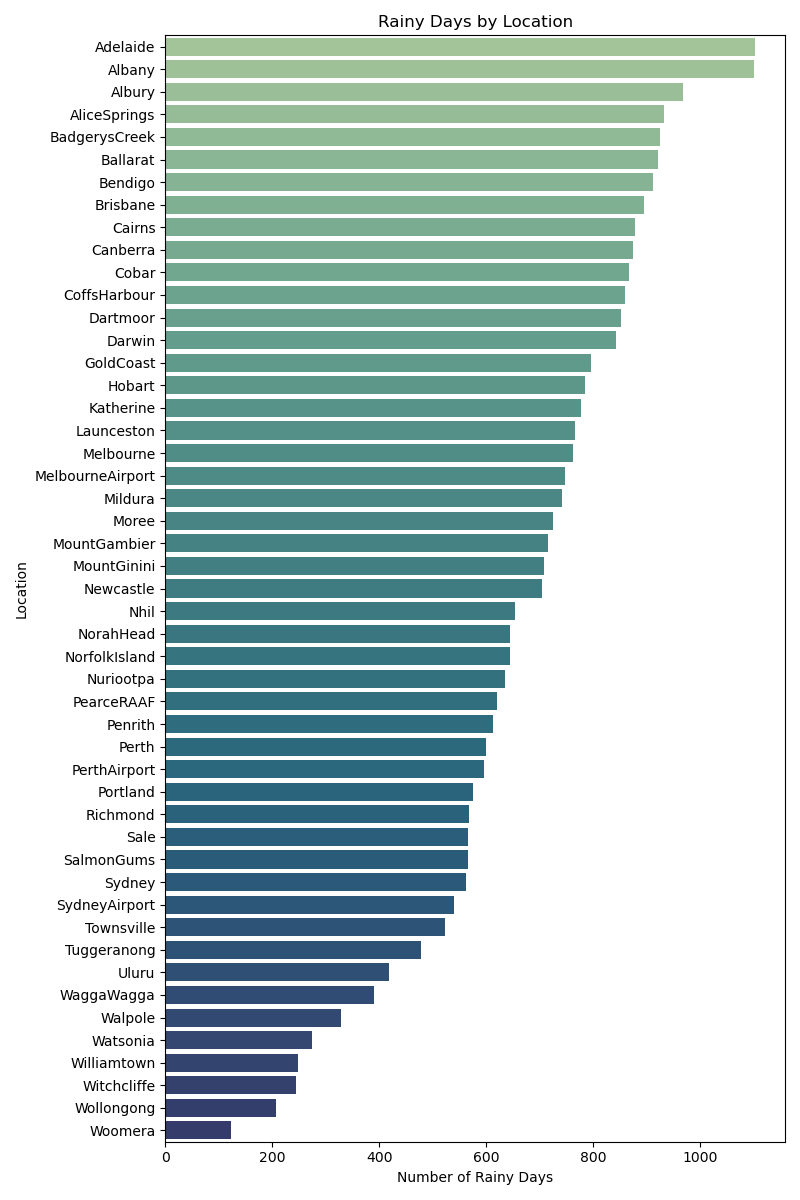 Rainy Days by Location
Adelaide
Albany
Albury
AliceSprings
BadgerysCreek
Ballarat
Bendigo
Brisbane
Cairns
Canberra
Cobar
CoffsHarbour
Dartmoor
Darwin
GoldCoast
Hobart
Katherine
Launceston
Melbourne
MelbourneAirport
Mildura
Moree
MountGambier
MountGinini
Newcastle
Nhil
NorahHead
NorfolkIsland
Nuriootpa
PearceRAAF
Penrith
Perth
PerthAirport
Portland
Richmond
Sale
SalmonGums
Sydney
SydneyAirport
Townsville
Tuggeranong
Uluru
WaggaWagga
Walpole
Watsonia
Williamtown
Witchcliffe
Wollongong
Woomera
Location
0 200 400 600 800 1000
Number of Rainy Days